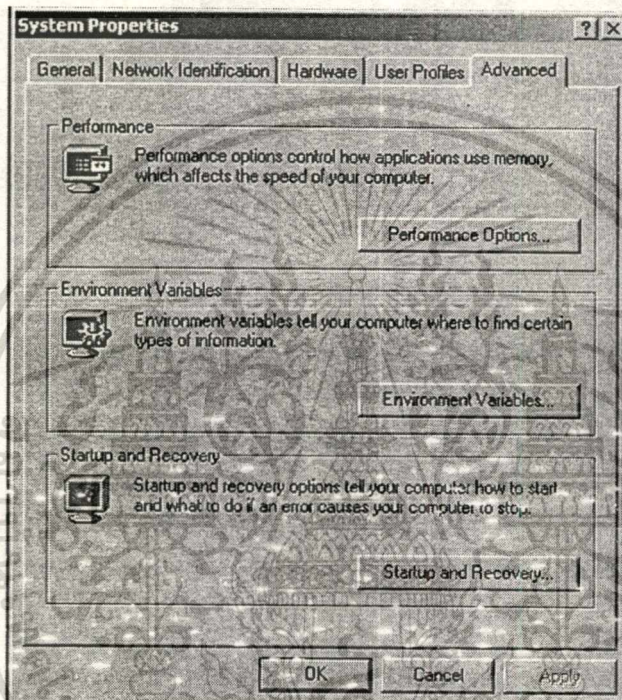 System Properties
General Network Identification Hardware User Profiles Advanced
Performance
Performance options control how applications use memory,
which affects the speed of your computer.
Performance Options...
Environment Variables
Environment variables tell your computer where to find certain
types of information.
Environment Variables...
Startup and Recovery
Startup and recovery options tell your computer how to start
and what to do if an error causes your computer to stop.
Startup and Recovery...
OK Cancel Apply